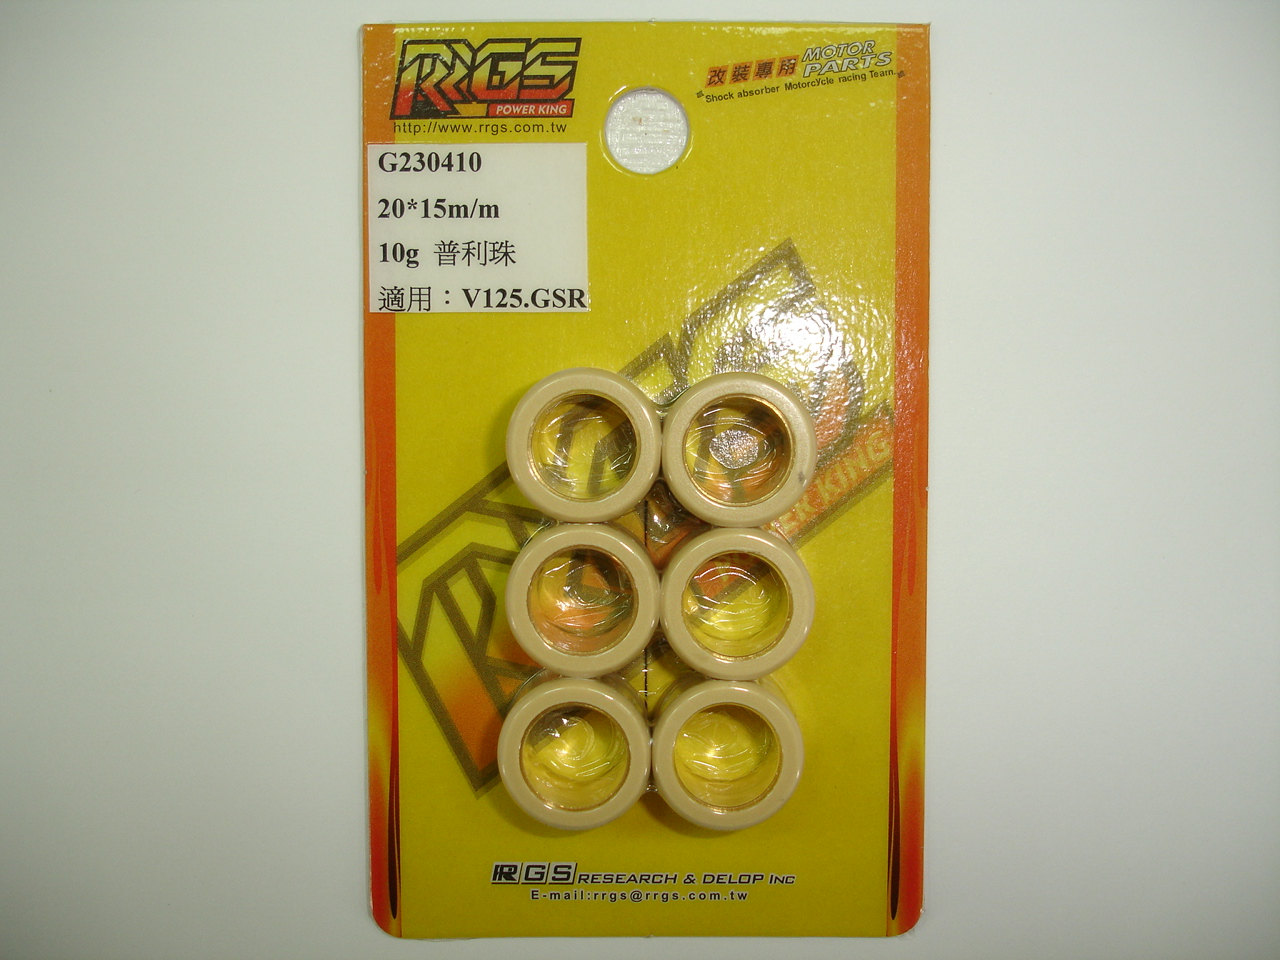 RRGS
POWER KING
http://www.rrgs.com.tw
改裝專用 MOTOR PARTS
Shock absorber Motorcycle racing Team.
G230410
20*15m/m
10g 普利珠
適用：V125.GSR
ER KING
RRGS RESEARCH & DELOP INC
E-mail:rrgs@rrgs.com.tw